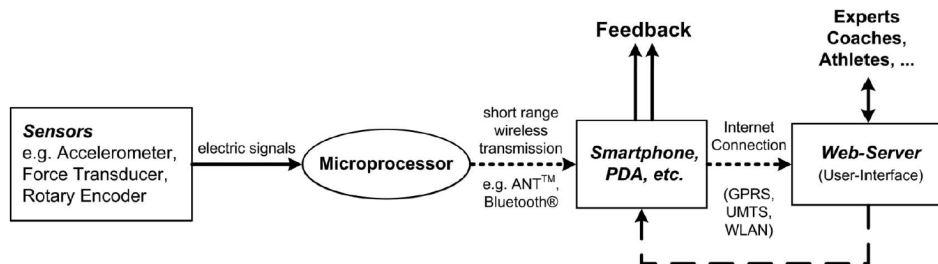 Sensors
e.g. Accelerometer,
Force Transducer,
Rotary Encoder
electric signals
Microprocessor
short range
wireless
transmission
e.g. ANT™,
Bluetooth®
Feedback
Smartphone,
PDA, etc.
Internet
Connection
(GPRS,
UMTS,
WLAN)
Experts
Coaches,
Athletes, ...
Web-Server
(User-Interface)